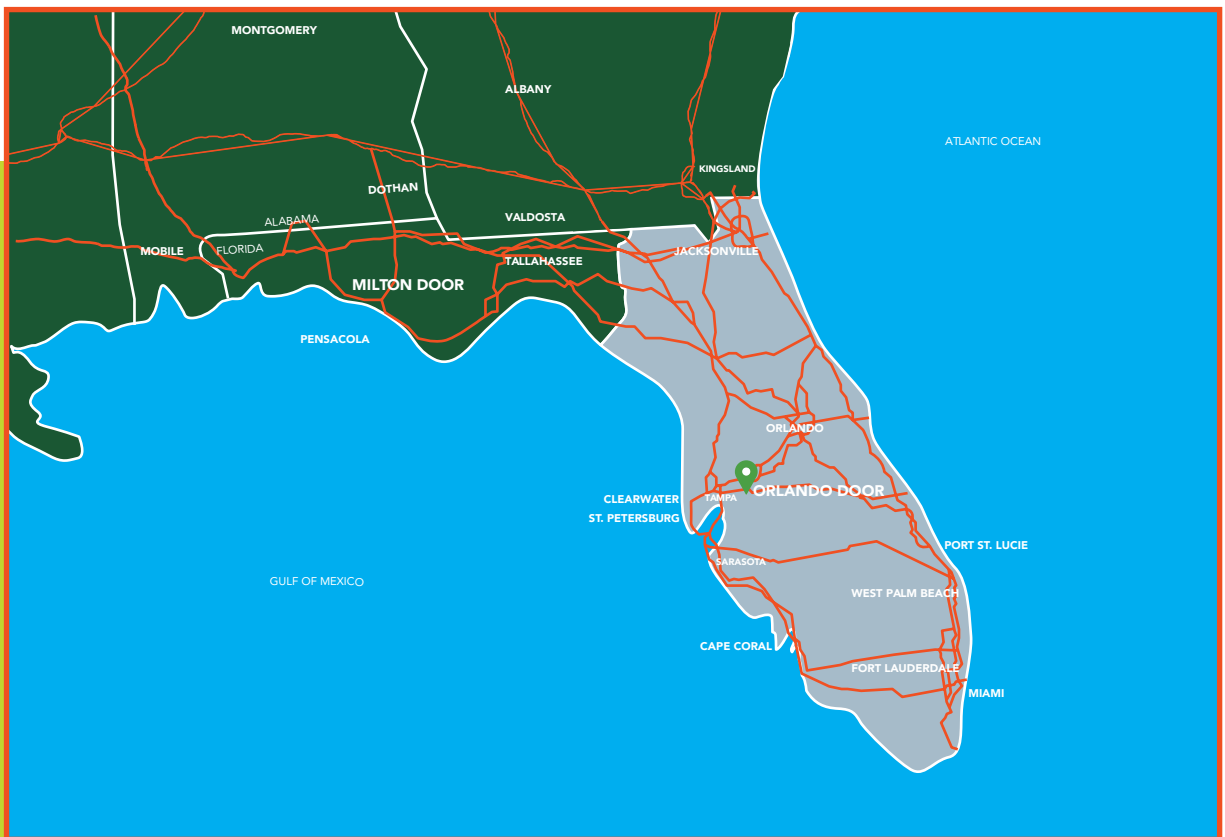 MONTGOMERY
ALBANY
ATLANTIC OCEAN
KINGSLAND
DOTHAN
VALDOSTA
ALABAMA
FLORIDA
MOBILE
JACKSONVILLE
TALLAHASSEE
MILTON DOOR
PENSACOLA
ORLANDO
ORLANDO DOOR
TAMPA
CLEARWATER
ST. PETERSBURG
PORT ST. LUCIE
SARASOTA
GULF OF MEXICO
WEST PALM BEACH
CAPE CORAL
FORT LAUDERDALE
MIAMI